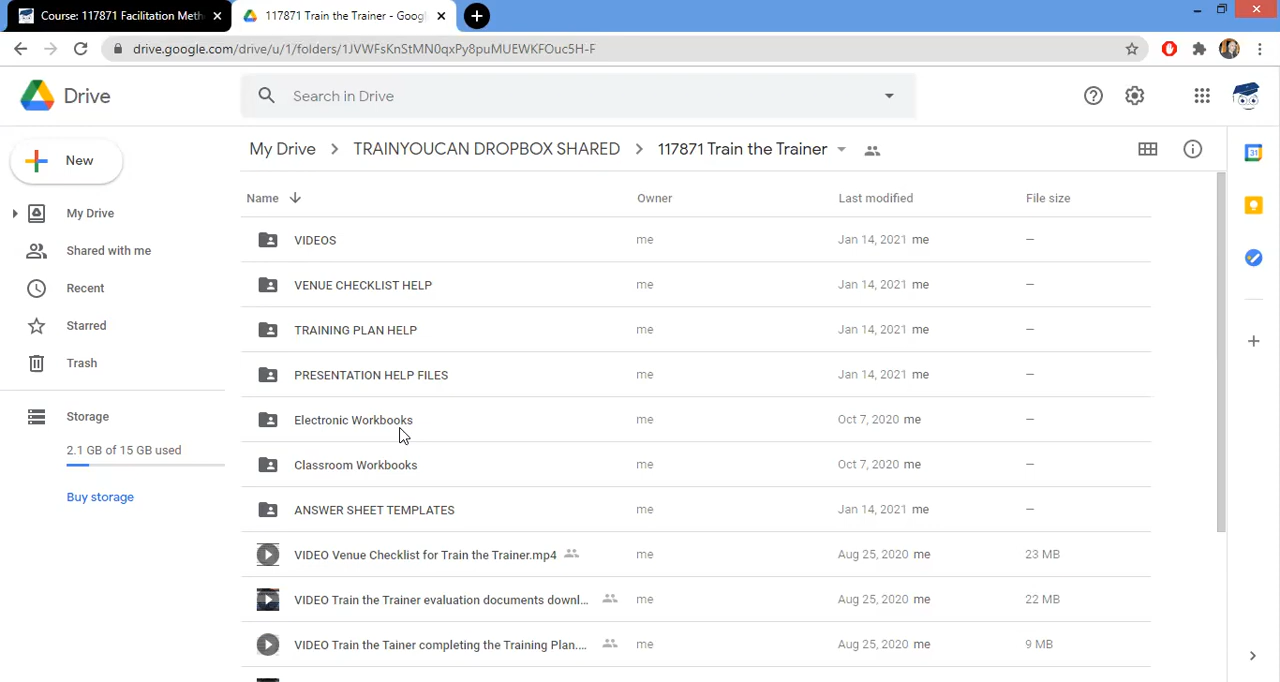 Course: 117871 Facilitation Meth
117871 Train the Trainer - Googl
drive.google.com/drive/u/1/folders/1JVWFsKnStMN0qxPy8puMUEWKFOuc5H-F
Drive
Search in Drive
New
My Drive
Shared with me
Recent
Starred
Trash
Storage
2.1 GB of 15 GB used
Buy storage
My Drive > TRAINYOUCAN DROPBOX SHARED > 117871 Train the Trainer
Name Owner Last modified File size
VIDEOS me Jan 14, 2021 me –
VENUE CHECKLIST HELP me Jan 14, 2021 me –
TRAINING PLAN HELP me Jan 14, 2021 me –
PRESENTATION HELP FILES me Jan 14, 2021 me –
Electronic Workbooks me Oct 7, 2020 me –
Classroom Workbooks me Oct 7, 2020 me –
ANSWER SHEET TEMPLATES me Jan 14, 2021 me –
VIDEO Venue Checklist for Train the Trainer.mp4 me Aug 25, 2020 me 23 MB
VIDEO Train the Trainer evaluation documents downl... me Aug 25, 2020 me 22 MB
VIDEO Train the Tainer completing the Training Plan.... me Aug 25, 2020 me 9 MB
31